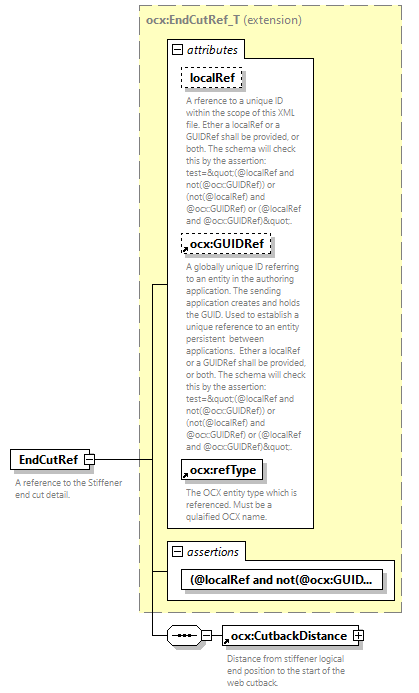 ocx:EndCutRef_T (extension)
attributes
localRef
A rference to a unique ID
within the scope of this XML
file. Ether a localRef or a
GUIDRef shall be provided, or
both. The schema will check
this by the assertion:
test=&quot;(@localRef and
not(@ocx:GUIDRef)) or
(not(@localRef) and
@ocx:GUIDRef) or (@localRef
and @ocx:GUIDRef)&quot;.
ocx:GUIDRef
A globally unique ID referring
to an entity in the authoring
application. The sending
application creates and holds
the GUID. Used to establish a
unique reference to an entity
persistent between
applications. Ether a localRef
or a GUIDRef shall be provided,
or both. The schema will check
this by the assertion:
test=&quot;(@localRef and
not(@ocx:GUIDRef)) or
(not(@localRef) and
@ocx:GUIDRef) or (@localRef
and @ocx:GUIDRef)&quot;.
EndCutRef
A reference to the Stiffener
end cut detail.
ocx:refType
The OCX entity type which is
referenced. Must be a
qulaified OCX name.
assertions
(@localRef and not(@ocx:GUID...
ocx:CutbackDistance
Distance from stiffener logical
end position to the start of the
web cutback.